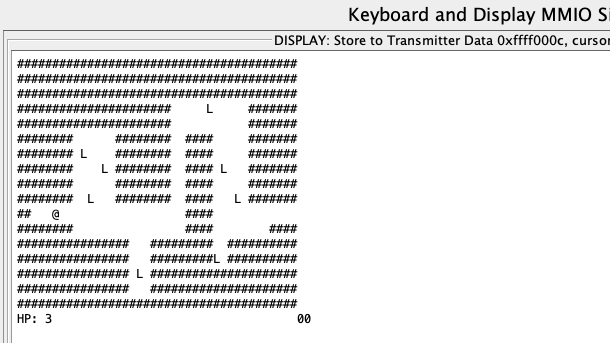 Keyboard and Display MMIO Si
DISPLAY: Store to Transmitter Data 0xffff000c, cursor
########################################
########################################
########################################
######################     L     #######
######################           #######
########      ########  ####     #######
######## L    ########  ####     #######
########    L ########  #### L   #######
########      ########  ####     #######
########  L   ########  ####   L #######
##   @                  ####
########                ####        ####
################   #########  ##########
################   #########L ##########
################ L #####################
################   #####################
########################################
HP: 3                                   00